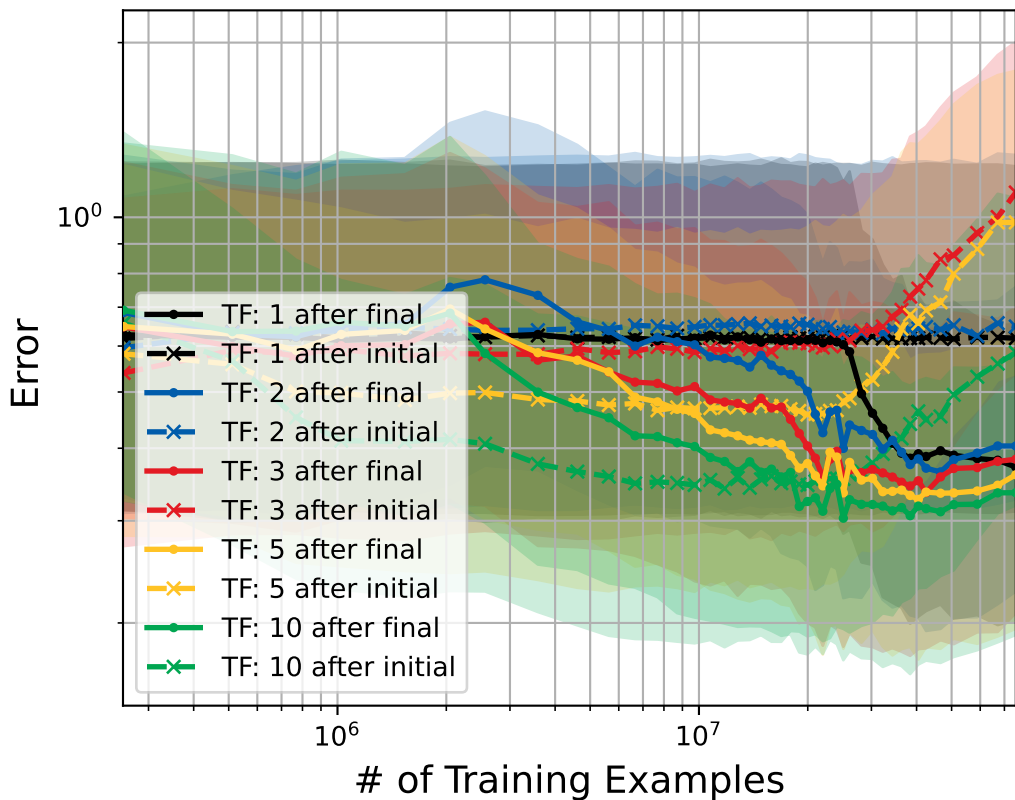 Error
10⁰
TF: 1 after final
TF: 1 after initial
TF: 2 after final
TF: 2 after initial
TF: 3 after final
TF: 3 after initial
TF: 5 after final
TF: 5 after initial
TF: 10 after final
TF: 10 after initial
10⁶
10⁷
# of Training Examples